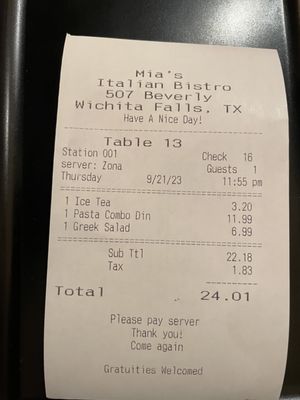 Mia's
Italian Bistro
507 Beverly
Wichita Falls, TX
Have A Nice Day!
Table 13
Station 001 Check 16
server: Zona Guests 1
Thursday 9/21/23 11:55 pm
1 Ice Tea 3.20
1 Pasta Combo Din 11.99
1 Greek Salad 6.99
Sub Ttl 22.18
Tax 1.83
Total 24.01
Please pay server
Thank you!
Come again
Gratuities Welcomed